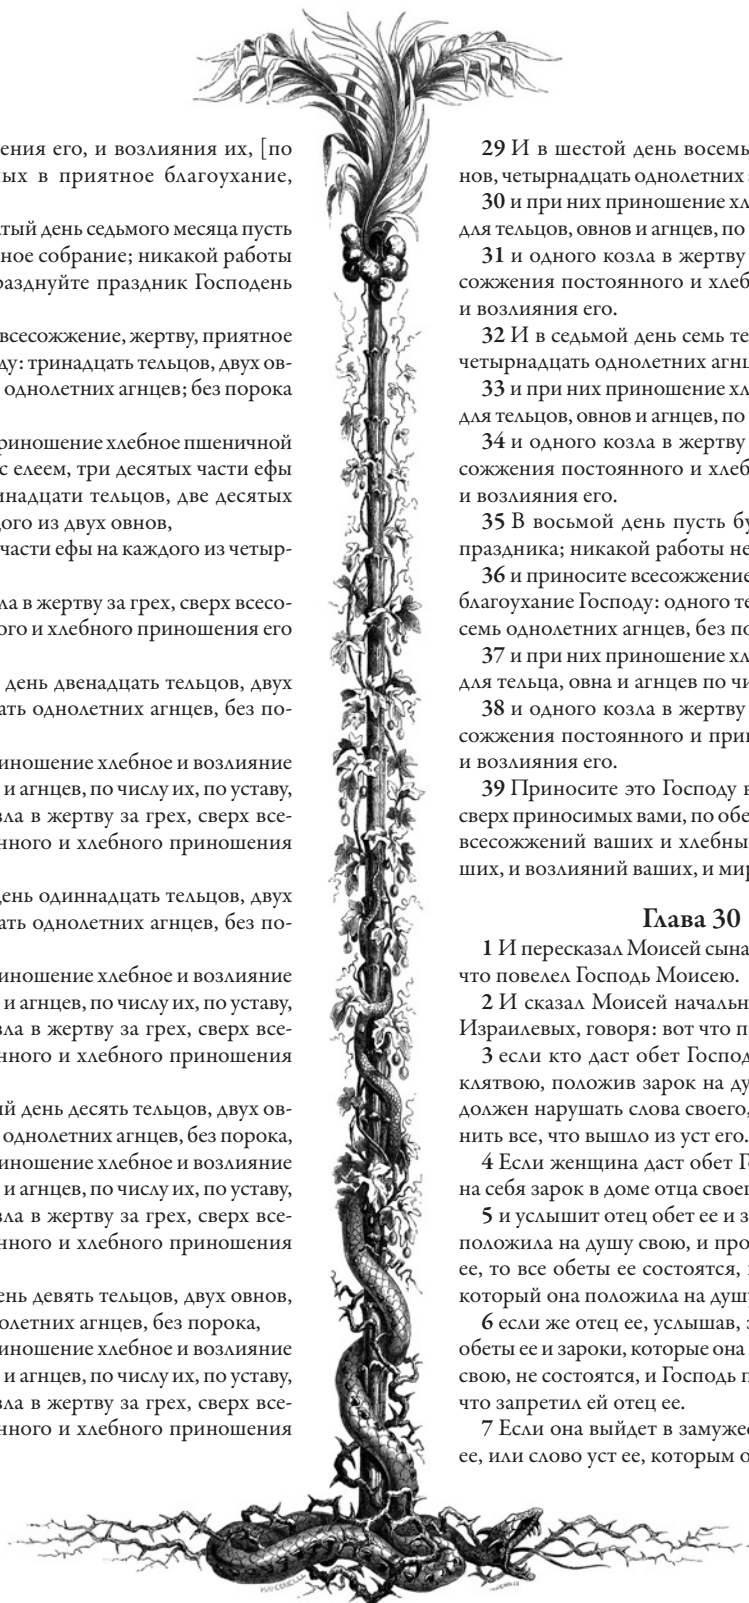 ения его, и возлияния их, [по
ых в приятное благоухание,
тый день седьмого месяца пусть
ное собрание; никакой работы
разднуйте праздник Господень
всесожжение, жертву, приятное
ду: тринадцать тельцов, двух ов-
однолетних агнцев; без порока
риношение хлебное пшеничной
с елеем, три десятых части ефы
инадцати тельцов, две десятых
ого из двух овнов,
части ефы на каждого из четыр-
ла в жертву за грех, сверх всесо-
ого и хлебного приношения его
день двенадцать тельцов, двух
ать однолетних агнцев, без по-
иношение хлебное и возлияние
и агнцев, по числу их, по уставу,
зла в жертву за грех, сверх все-
нного и хлебного приношения
ень одиннадцать тельцов, двух
ать однолетних агнцев, без по-
иношение хлебное и возлияние
и агнцев, по числу их, по уставу,
зла в жертву за грех, сверх все-
нного и хлебного приношения
ый день десять тельцов, двух ов-
однолетних агнцев, без порока,
иношение хлебное и возлияние
и агнцев, по числу их, по уставу,
зла в жертву за грех, сверх все-
нного и хлебного приношения
ень девять тельцов, двух овнов,
олетних агнцев, без порока,
иношение хлебное и возлияние
и агнцев, по числу их, по уставу,
зла в жертву за грех, сверх все-
нного и хлебного приношения
29 И в шестой день восемь
нов, четырнадцать однолетних
30 и при них приношение хл
для тельцов, овнов и агнцев, по
31 и одного козла в жертву
сожжения постоянного и хлеб
и возлияния его.
32 И в седьмой день семь те
четырнадцать однолетних агнц
33 и при них приношение хл
для тельцов, овнов и агнцев, по
34 и одного козла в жертву
сожжения постоянного и хлеб
и возлияния его.
35 В восьмой день пусть бу
праздника; никакой работы не
36 и приносите всесожжение
благоухание Господу: одного те
семь однолетних агнцев, без по
37 и при них приношение хл
для тельца, овна и агнцев по чи
38 и одного козла в жертву
сожжения постоянного и при
и возлияния его.
39 Приносите это Господу в
сверх приносимых вами, по обе
всесожжений ваших и хлебны
ших, и возлияний ваших, и мир
Глава 30
1 И пересказал Моисей сына
что повелел Господь Моисею.
2 И сказал Моисей начальн
Израилевых, говоря: вот что п
3 если кто даст обет Господ
клятвою, положив зарок на ду
должен нарушать слова своего,
нить все, что вышло из уст его.
4 Если женщина даст обет Г
на себя зарок в доме отца своег
5 и услышит отец обет ее и з
положила на душу свою, и про
ее, то все обеты ее состоятся,
который она положила на душу
6 если же отец ее, услышав,
обеты ее и зароки, которые она
свою, не состоятся, и Господь п
что запретил ей отец ее.
7 Если она выйдет в замужес
ее, или слово уст ее, которым о